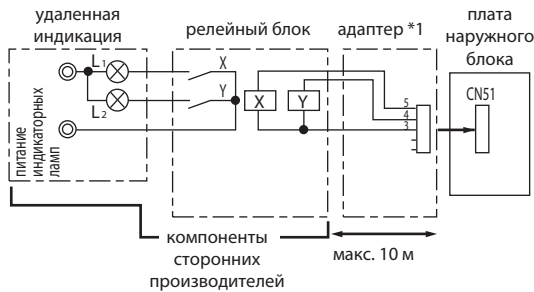 удаленная
индикация
релейный блок
адаптер *1
плата
наружного
блока
L1
L2
X
Y
X
Y
5
4
3
CN51
питание
индикаторных
ламп
компоненты
сторонних
производителей
макс. 10 м